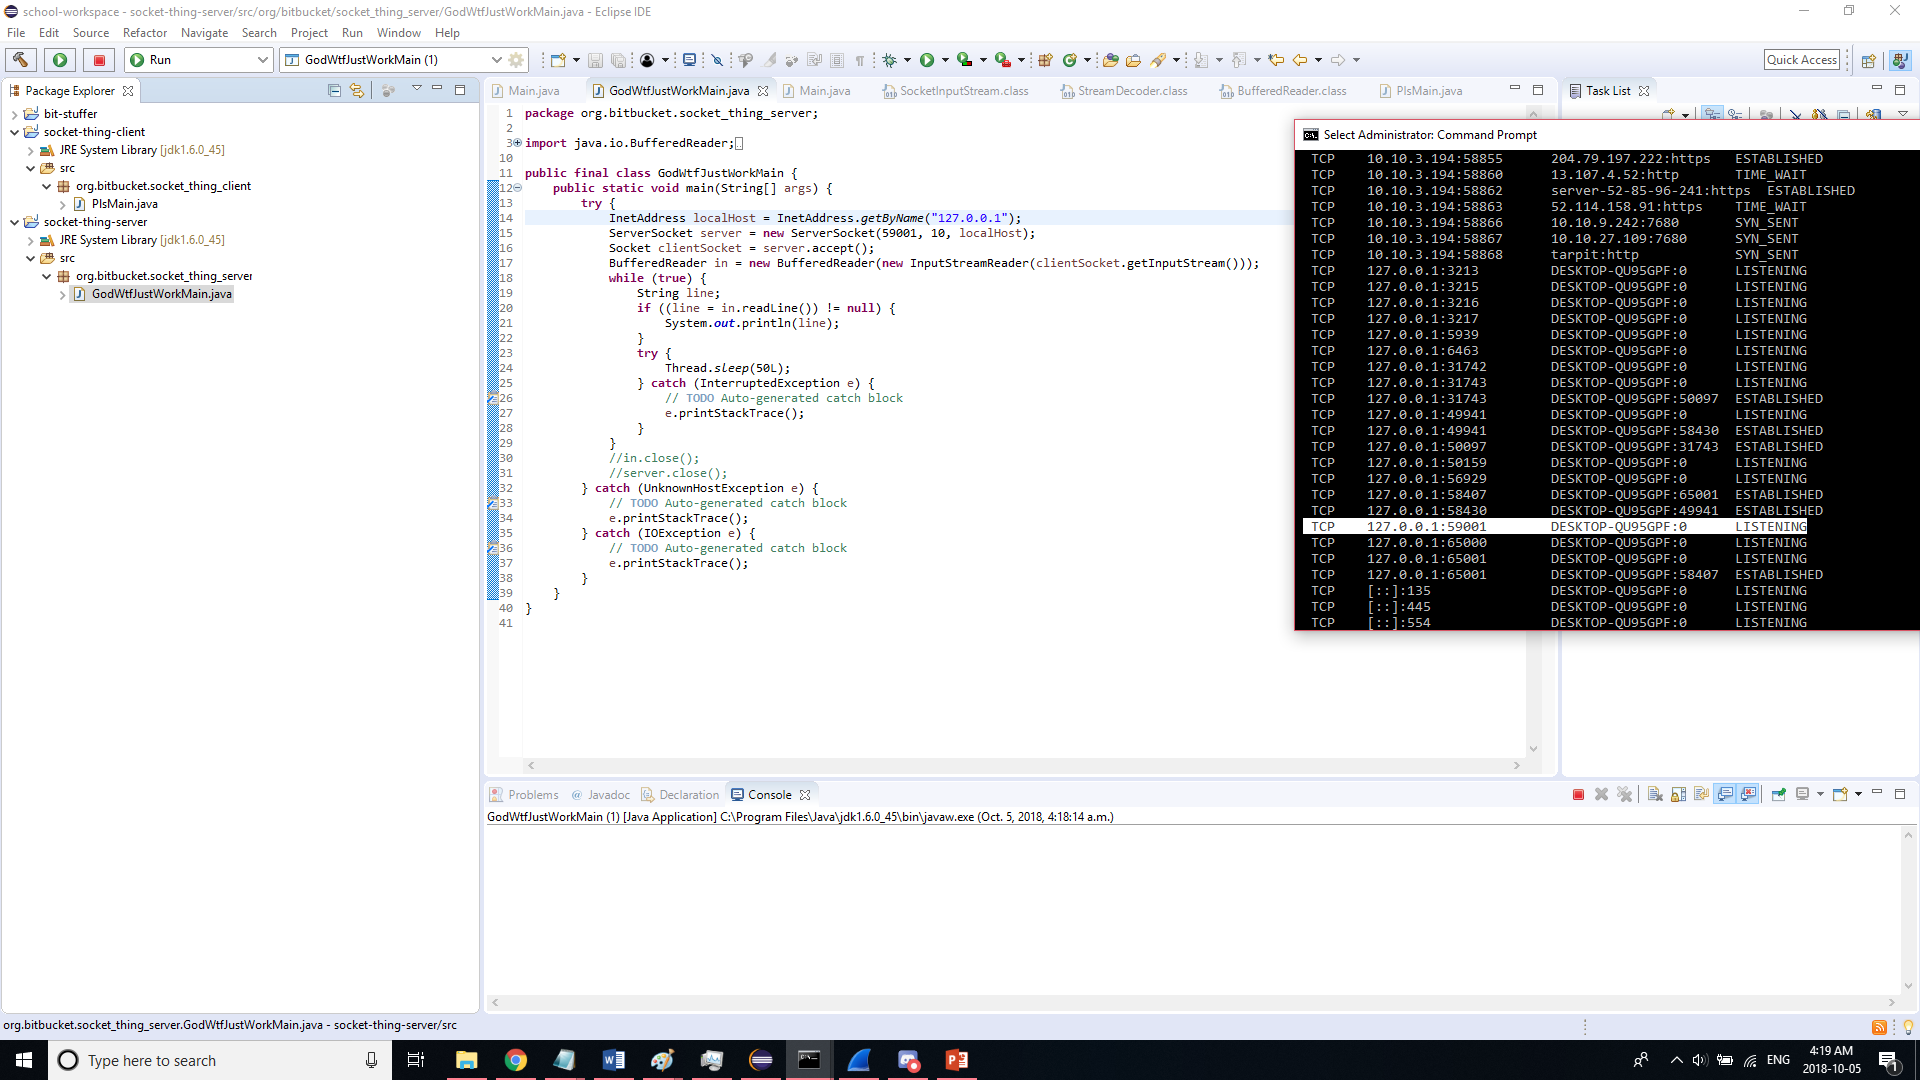 school-workspace - socket-thing-server/src/org/bitbucket/socket_thing_server/GodWtfJustWorkMain.java - Eclipse IDE
File Edit Source Refactor Navigate Search Project Run Window Help
Run GodWtfJustWorkMain (1) Quick Access
Package Explorer
bit-stuffer
socket-thing-client
JRE System Library [jdk1.6.0_45]
src
org.bitbucket.socket_thing_client
PlsMain.java
socket-thing-server
JRE System Library [jdk1.6.0_45]
src
org.bitbucket.socket_thing_server
GodWtfJustWorkMain.java
Main.java GodWtfJustWorkMain.java Main.java SocketInputStream.class StreamDecoder.class BufferedReader.class PlsMain.java
1 package org.bitbucket.socket_thing_server;
2
3 import java.io.BufferedReader;
10
11 public final class GodWtfJustWorkMain {
12 public static void main(String[] args) {
13 try {
14 InetAddress localHost = InetAddress.getByName("127.0.0.1");
15 ServerSocket server = new ServerSocket(59001, 10, localHost);
16 Socket clientSocket = server.accept();
17 BufferedReader in = new BufferedReader(new InputStreamReader(clientSocket.getInputStream()));
18 while (true) {
19 String line;
20 if ((line = in.readLine()) != null) {
21 System.out.println(line);
22 }
23 try {
24 Thread.sleep(50L);
25 } catch (InterruptedException e) {
26 // TODO Auto-generated catch block
27 e.printStackTrace();
28 }
29 }
30 //in.close();
31 //server.close();
32 } catch (UnknownHostException e) {
33 // TODO Auto-generated catch block
34 e.printStackTrace();
35 } catch (IOException e) {
36 // TODO Auto-generated catch block
37 e.printStackTrace();
38 }
39 }
40 }
41
Task List
Select Administrator: Command Prompt
TCP 10.10.3.194:58855 204.79.197.222:https ESTABLISHED
TCP 10.10.3.194:58860 13.107.4.52:http TIME_WAIT
TCP 10.10.3.194:58862 server-52-85-96-241:https ESTABLISHED
TCP 10.10.3.194:58863 52.114.158.91:https TIME_WAIT
TCP 10.10.3.194:58866 10.10.9.242:7680 SYN_SENT
TCP 10.10.3.194:58867 10.10.27.109:7680 SYN_SENT
TCP 10.10.3.194:58868 tarpit:http SYN_SENT
TCP 127.0.0.1:3213 DESKTOP-QU95GPF:0 LISTENING
TCP 127.0.0.1:3215 DESKTOP-QU95GPF:0 LISTENING
TCP 127.0.0.1:3216 DESKTOP-QU95GPF:0 LISTENING
TCP 127.0.0.1:3217 DESKTOP-QU95GPF:0 LISTENING
TCP 127.0.0.1:5939 DESKTOP-QU95GPF:0 LISTENING
TCP 127.0.0.1:6463 DESKTOP-QU95GPF:0 LISTENING
TCP 127.0.0.1:31742 DESKTOP-QU95GPF:0 LISTENING
TCP 127.0.0.1:31743 DESKTOP-QU95GPF:0 LISTENING
TCP 127.0.0.1:31743 DESKTOP-QU95GPF:50097 ESTABLISHED
TCP 127.0.0.1:49941 DESKTOP-QU95GPF:0 LISTENING
TCP 127.0.0.1:49941 DESKTOP-QU95GPF:58430 ESTABLISHED
TCP 127.0.0.1:50097 DESKTOP-QU95GPF:31743 ESTABLISHED
TCP 127.0.0.1:50159 DESKTOP-QU95GPF:0 LISTENING
TCP 127.0.0.1:56929 DESKTOP-QU95GPF:0 LISTENING
TCP 127.0.0.1:58407 DESKTOP-QU95GPF:65001 ESTABLISHED
TCP 127.0.0.1:58430 DESKTOP-QU95GPF:49941 ESTABLISHED
TCP 127.0.0.1:59001 DESKTOP-QU95GPF:0 LISTENING
TCP 127.0.0.1:65000 DESKTOP-QU95GPF:0 LISTENING
TCP 127.0.0.1:65001 DESKTOP-QU95GPF:0 LISTENING
TCP 127.0.0.1:65001 DESKTOP-QU95GPF:58407 ESTABLISHED
TCP [::]:135 DESKTOP-QU95GPF:0 LISTENING
TCP [::]:445 DESKTOP-QU95GPF:0 LISTENING
TCP [::]:554 DESKTOP-QU95GPF:0 LISTENING
Problems @ Javadoc Declaration Console
GodWtfJustWorkMain (1) [Java Application] C:\Program Files\Java\jdk1.6.0_45\bin\javaw.exe (Oct. 5, 2018, 4:18:14 a.m.)
org.bitbucket.socket_thing_server.GodWtfJustWorkMain.java - socket-thing-server/src
Type here to search
ENG
4:19 AM
2018-10-05
1